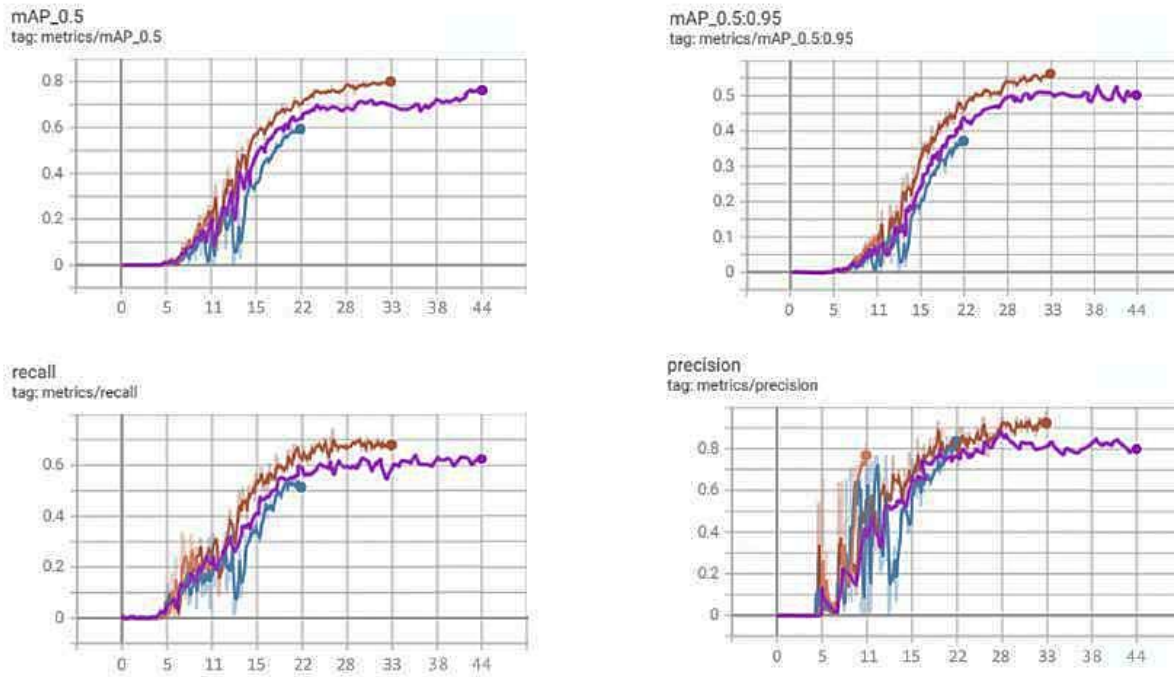 mAP_0.5
tag: metrics/mAP_0.5
0.8
0.6
0.4
0.2
0
0 5 11 15 22 28 33 38 44
mAP_0.5:0.95
tag: metrics/mAP_0.5:0.95
0.5
0.4
0.3
0.2
0.1
0
0 5 11 15 22 28 33 38 44
recall
tag: metrics/recall
0.6
0.4
0.2
0
0 5 11 15 22 28 33 38 44
precision
tag: metrics/precision
0.8
0.6
0.4
0.2
0
0 5 11 15 22 28 33 38 44